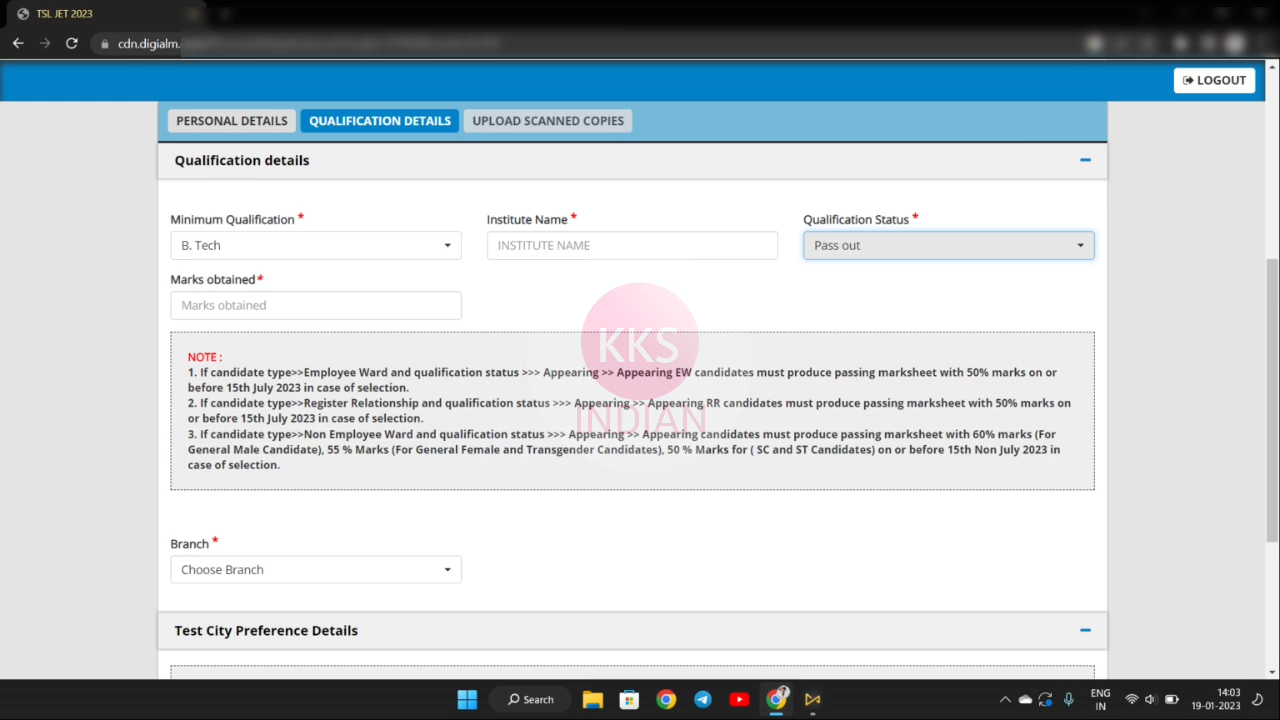 TSL JET 2023
cdn.digialm.
LOGOUT
PERSONAL DETAILS QUALIFICATION DETAILS UPLOAD SCANNED COPIES
Qualification details
Minimum Qualification * Institute Name * Qualification Status *
B. Tech INSTITUTE NAME Pass out
Marks obtained*
Marks obtained
KKS
INDIAN
NOTE :
1. If candidate type>>Employee Ward and qualification status >>> Appearing >> Appearing EW candidates must produce passing marksheet with 50% marks on or
before 15th July 2023 in case of selection.
2. If candidate type>>Register Relationship and qualification status >>> Appearing >> Appearing RR candidates must produce passing marksheet with 50% marks on
or before 15th July 2023 in case of selection.
3. If candidate type>>Non Employee Ward and qualification status >>> Appearing >> Appearing candidates must produce passing marksheet with 60% marks (For
General Male Candidate), 55 % Marks (For General Female and Transgender Candidates), 50 % Marks for ( SC and ST Candidates) on or before 15th Non July 2023 in
case of selection.
Branch *
Choose Branch
Test City Preference Details
Search
ENG 14:03
IN 19-01-2023